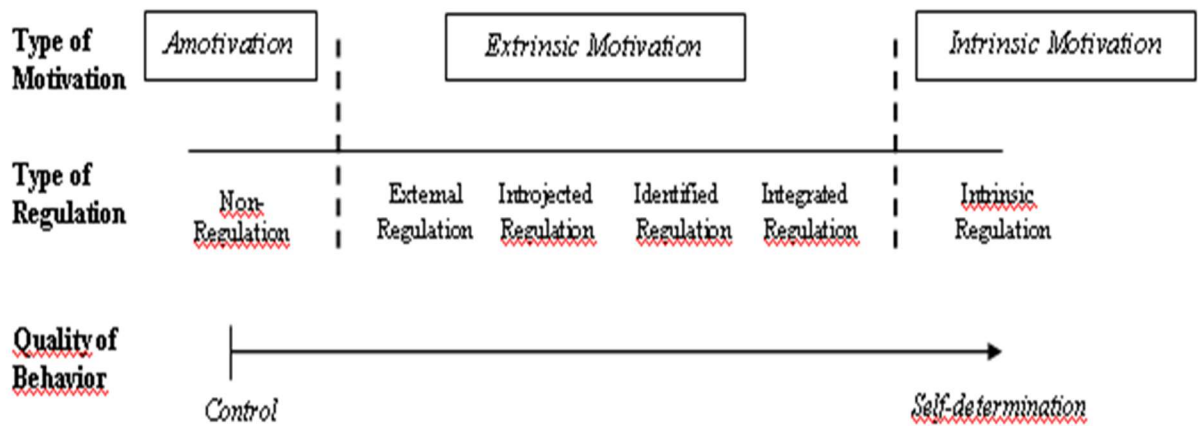 Type of Motivation
Amotivation
Extrinsic Motivation
Intrinsic Motivation
Type of Regulation
Non-Regulation
External Regulation
Introjected Regulation
Identified Regulation
Integrated Regulation
Intrinsic Regulation
Quality of Behavior
Control
Self-determination